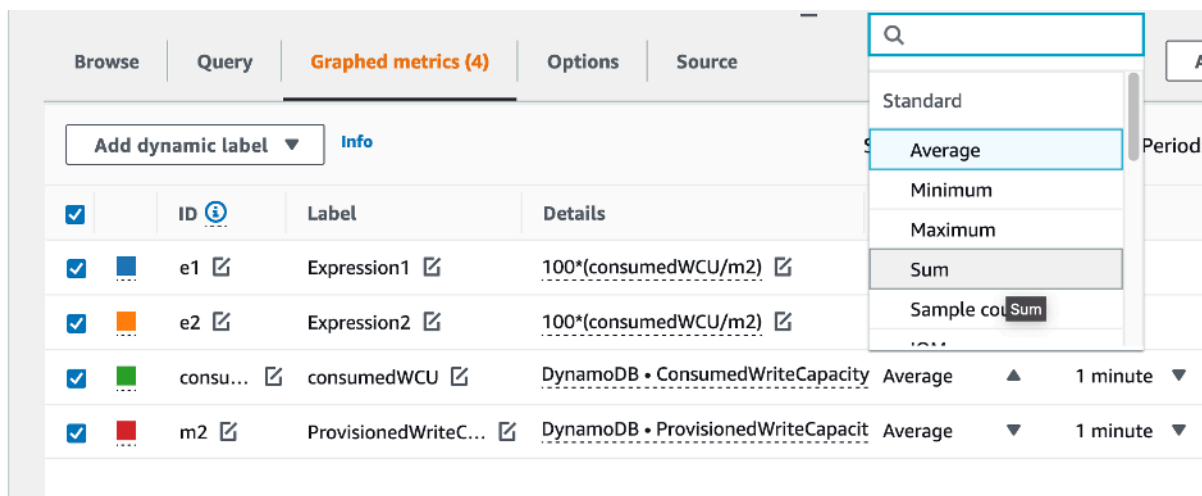 Browse Query Graphed metrics (4) Options Source
Add dynamic label Info
Period
Standard
Average
Minimum
Maximum
Sum
Sample cou
Sum
ID Label Details
e1 Expression1 100*(consumedWCU/m2)
e2 Expression2 100*(consumedWCU/m2)
consu... consumedWCU DynamoDB • ConsumedWriteCapacity Average 1 minute
m2 ProvisionedWriteC... DynamoDB • ProvisionedWriteCapacit Average 1 minute